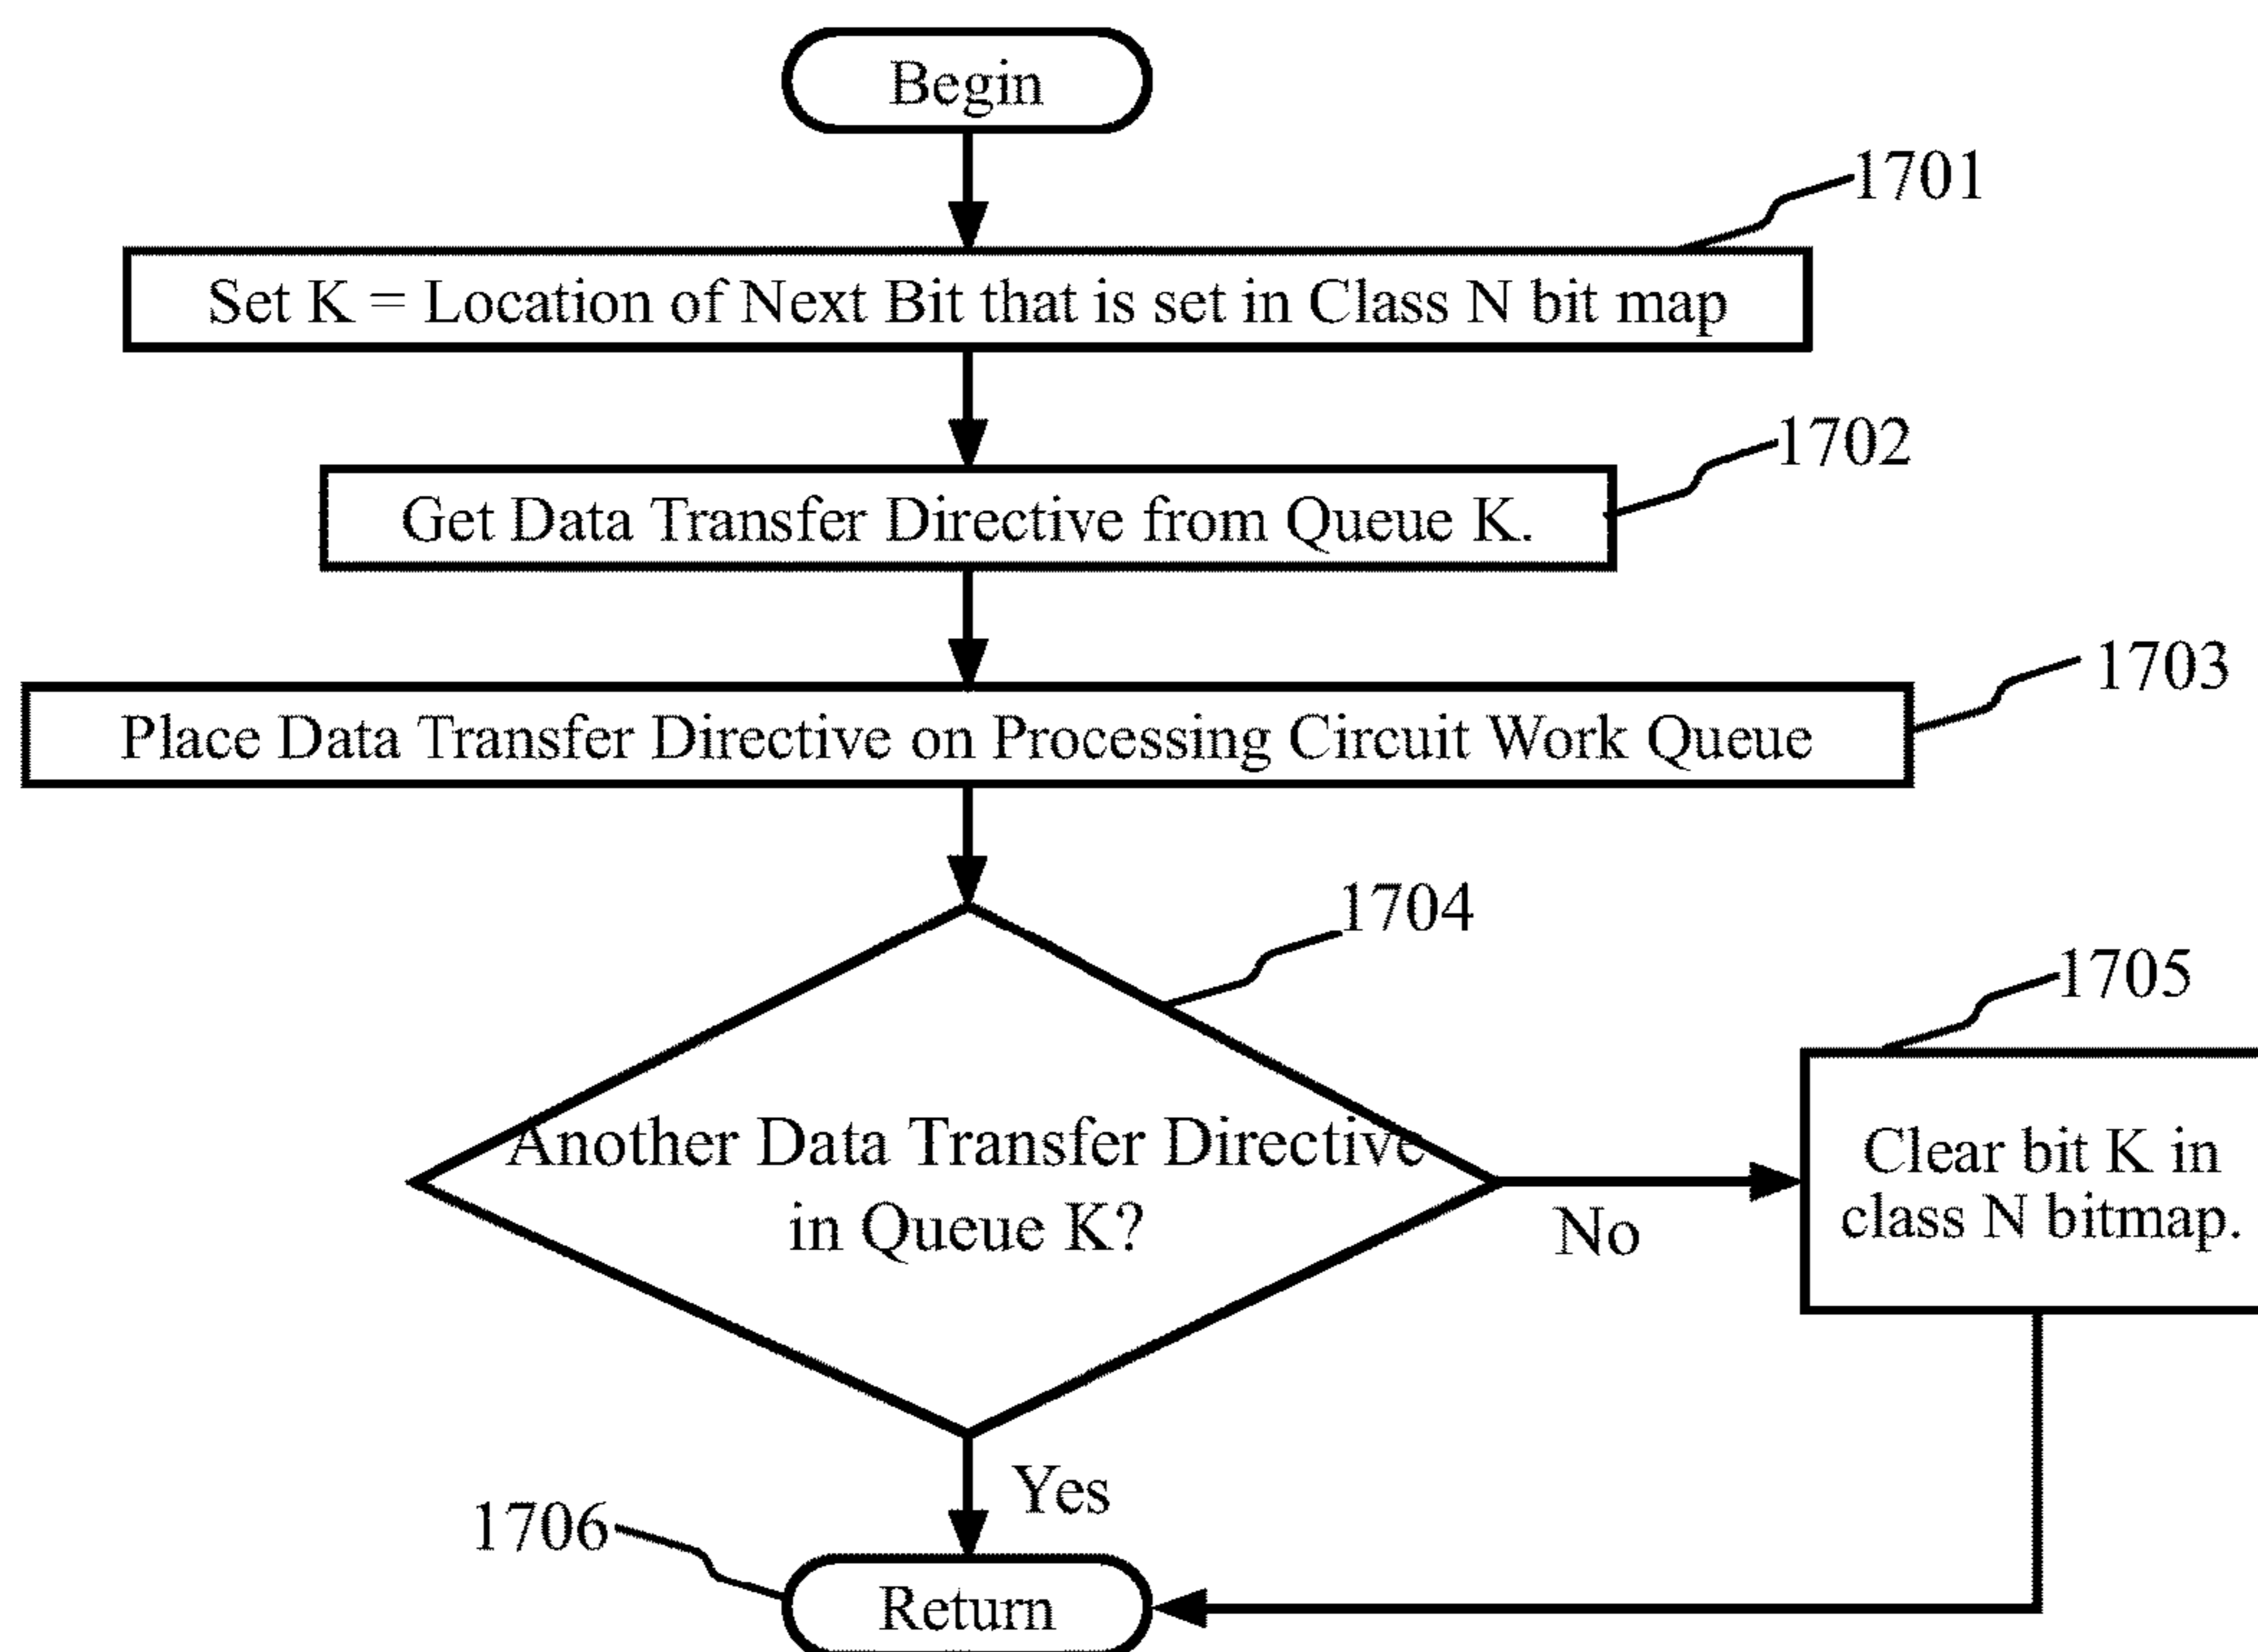 Begin
1701
Set K = Location of Next Bit that is set in Class N bit map
1702
Get Data Transfer Directive from Queue K.
1703
Place Data Transfer Directive on Processing Circuit Work Queue
1704
1705
Another Data Transfer Directive
in Queue K?
No
Clear bit K in
class N bitmap.
Yes
1706
Return